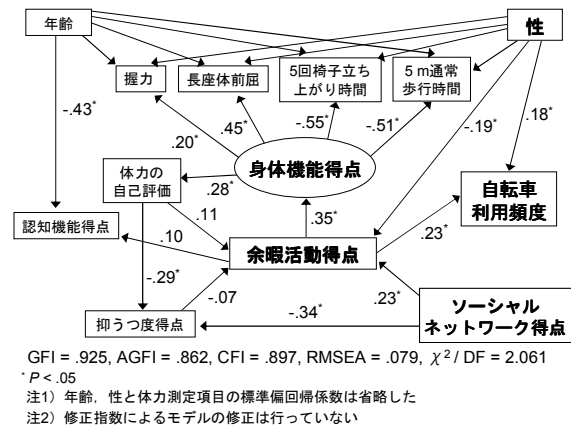 年齢
性
握力
長座体前屈
5回椅子立ち
上がり時間
5 m通常
歩行時間
-.43*
.20*
.45*
-.55*
-.51*
-.19*
.18*
身体機能得点
体力の
自己評価
.28*
自転車
利用頻度
.11
.35*
認知機能得点
.10
余暇活動得点
.23*
-.29*
-.07
.23*
ソーシャル
ネットワーク得点
抑うつ度得点
-.34*
GFI = .925, AGFI = .862, CFI = .897, RMSEA = .079, χ² / DF = 2.061
* P < .05
注1）年齢，性と体力測定項目の標準偏回帰係数は省略した
注2）修正指数によるモデルの修正は行っていない